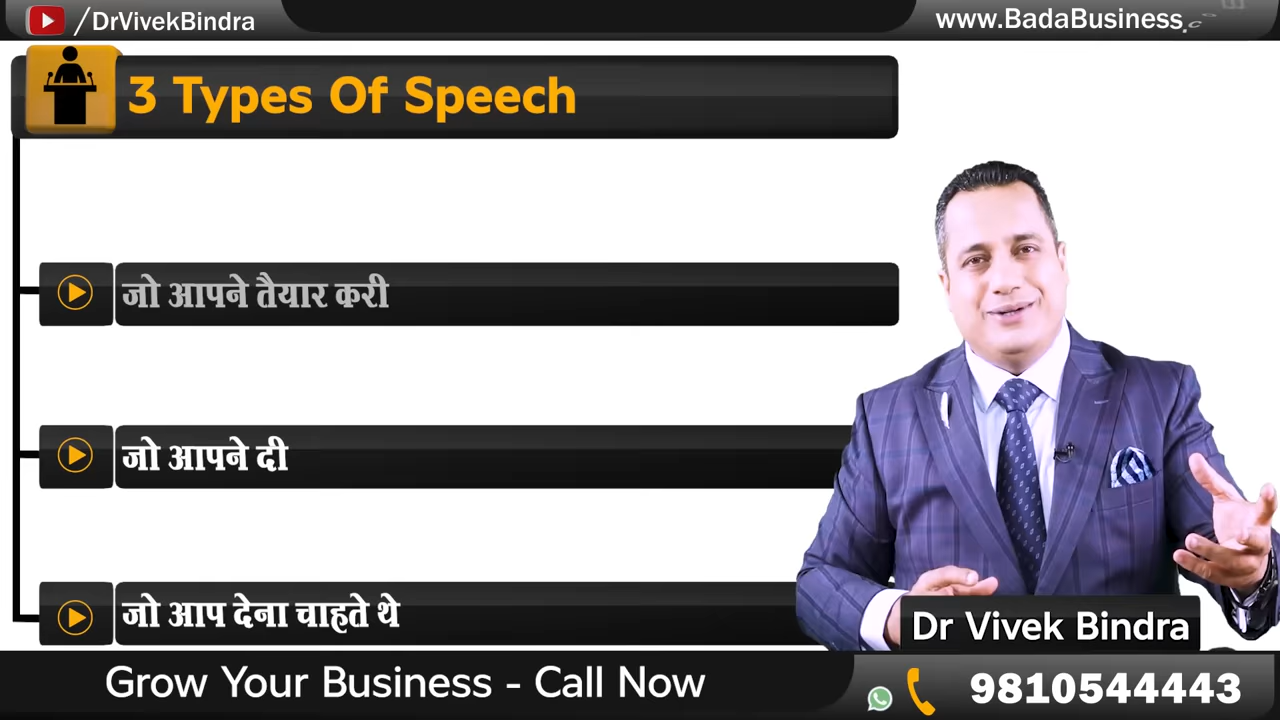 /DrVivekBindra
www.BadaBusiness.c
3 Types Of Speech
जो आपने तैयार करी
जो आपने दी
जो आप देना चाहते थे
Dr Vivek Bindra
Grow Your Business - Call Now
9810544443